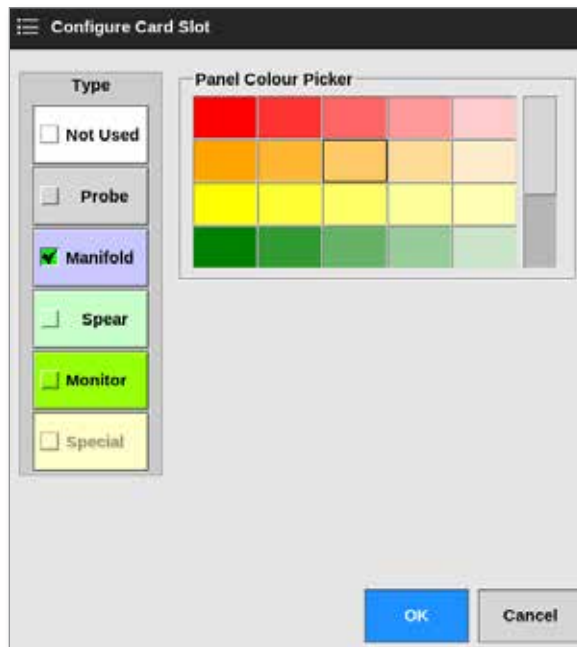 Configure Card Slot
Type
Panel Colour Picker
Not Used
Probe
Manifold
Spear
Monitor
Special
OK
Cancel